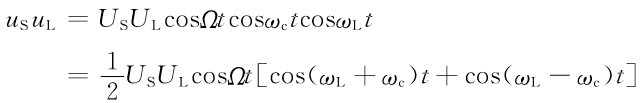 u_S u_L = U_S U_L cosΩt cosω_c t cosω_L t
= 1/2 U_S U_L cosΩt[cos(ω_L + ω_c)t + cos(ω_L − ω_c)t]